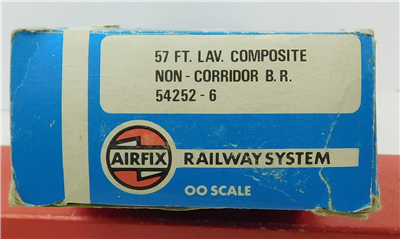 57 FT. LAV. COMPOSITE
NON - CORRIDOR B. R.
54252 - 6
AIRFIX RAILWAY SYSTEM
OO SCALE